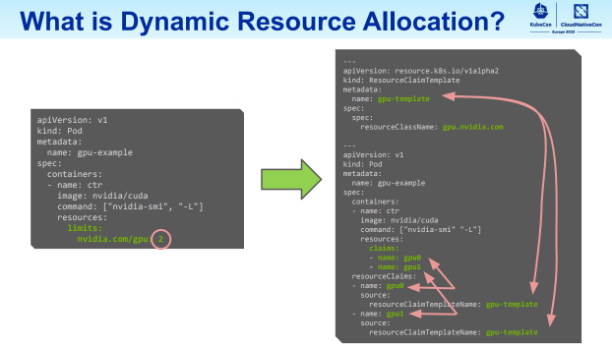 What is Dynamic Resource Allocation?
KubeCon
CloudNativeCon
Europe 2023
apiVersion: v1
kind: Pod
metadata:
  name: gpu-example
spec:
  containers:
  - name: ctr
    image: nvidia/cuda
    command: ["nvidia-smi", "-L"]
    resources:
      limits:
        nvidia.com/gpu: 2
---
apiVersion: resource.k8s.io/v1alpha2
kind: ResourceClaimTemplate
metadata:
  name: gpu-template
spec:
  spec:
    resourceClassName: gpu.nvidia.com
---
apiVersion: v1
kind: Pod
metadata:
  name: gpu-example
spec:
  containers:
  - name: ctr
    image: nvidia/cuda
    command: ["nvidia-smi" "-L"]
    resources:
      claims:
      - name: gpu0
      - name: gpu1
  resourceClaims:
  - name: gpu0
    source:
      resourceClaimTemplateName: gpu-template
  - name: gpu1
    source:
      resourceClaimTemplateName: gpu-template